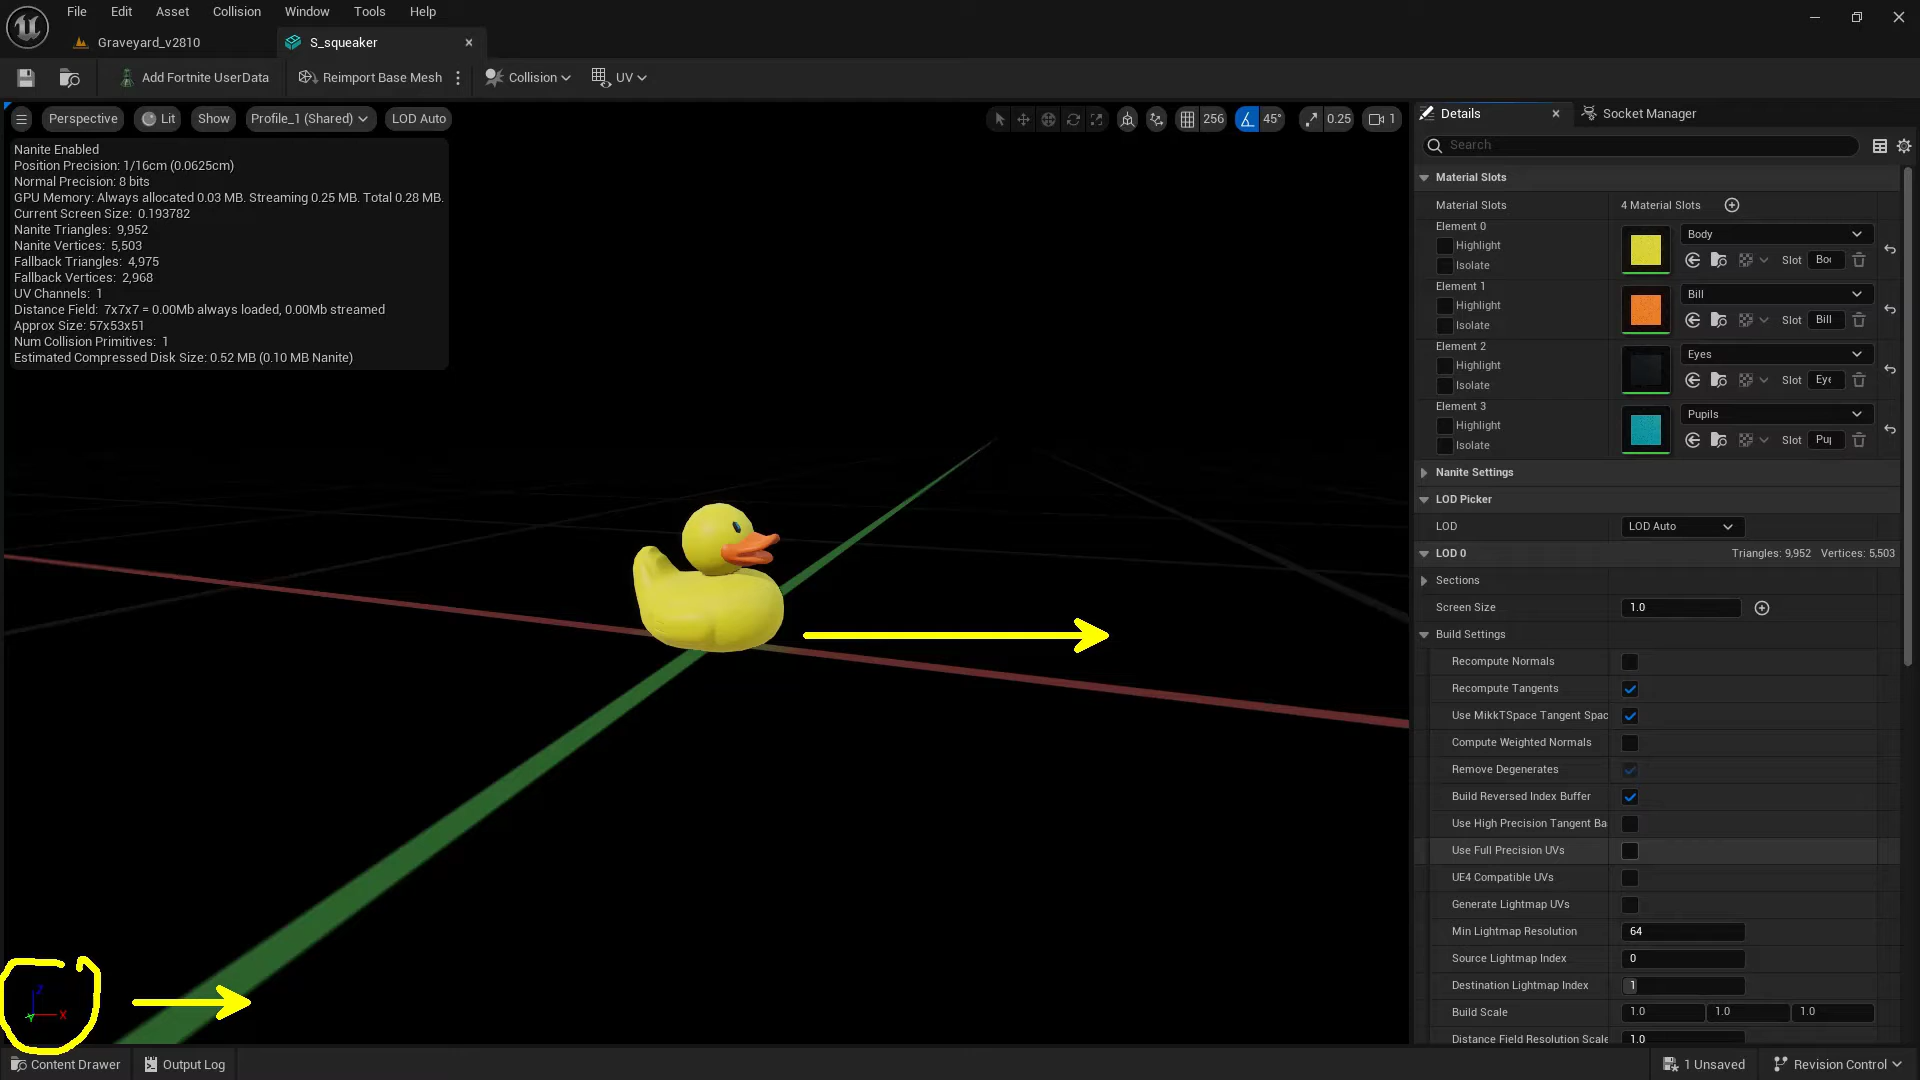 File Edit Asset Collision Window Tools Help
Graveyard_v2810 S_squeaker
Add Fortnite UserData Reimport Base Mesh Collision UV
Perspective Lit Show Profile_1 (Shared) LOD Auto 256 45° 0.25 1
Nanite Enabled
Position Precision: 1/16cm (0.0625cm)
Normal Precision: 8 bits
GPU Memory: Always allocated 0.03 MB. Streaming 0.25 MB. Total 0.28 MB.
Current Screen Size: 0.193782
Nanite Triangles: 9,952
Nanite Vertices: 5,503
Fallback Triangles: 4,975
Fallback Vertices: 2,968
UV Channels: 1
Distance Field: 7x7x7 = 0.00Mb always loaded, 0.00Mb streamed
Approx Size: 57x53x51
Num Collision Primitives: 1
Estimated Compressed Disk Size: 0.52 MB (0.10 MB Nanite)
Z
Y X
Details Socket Manager
Search
Material Slots
Material Slots 4 Material Slots
Element 0 Body
Highlight
Isolate Slot Boc
Element 1 Bill
Highlight
Isolate Slot Bill
Element 2 Eyes
Highlight
Isolate Slot Eye
Element 3 Pupils
Highlight
Isolate Slot Pup
Nanite Settings
LOD Picker
LOD LOD Auto
LOD 0 Triangles: 9,952 Vertices: 5,503
Sections
Screen Size 1.0
Build Settings
Recompute Normals
Recompute Tangents
Use MikkTSpace Tangent Spac
Compute Weighted Normals
Remove Degenerates
Build Reversed Index Buffer
Use High Precision Tangent Ba
Use Full Precision UVs
UE4 Compatible UVs
Generate Lightmap UVs
Min Lightmap Resolution 64
Source Lightmap Index 0
Destination Lightmap Index 1
Build Scale 1.0 1.0 1.0
Distance Field Resolution Scale 1.0
Content Drawer Output Log 1 Unsaved Revision Control